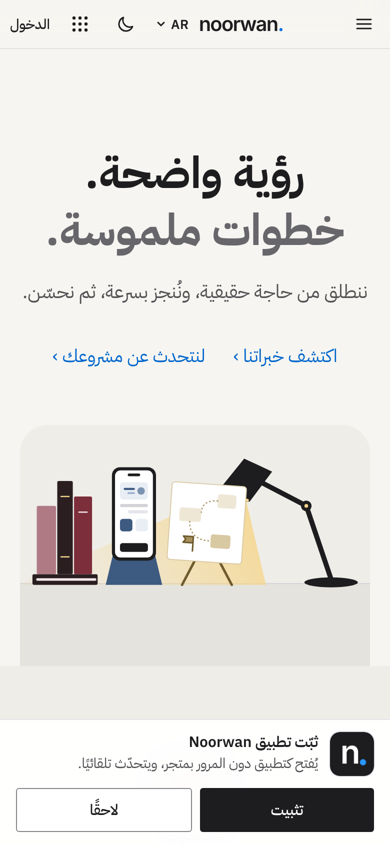 noorwan.
AR
الدخول
رؤية واضحة.
خطوات ملموسة.
ننطلق من حاجة حقيقية، ونُنجز بسرعة، ثم نحسّن.
اكتشف خبراتنا ›
لنتحدث عن مشروعك ›
n.
ثبّت تطبيق Noorwan
يُفتح كتطبيق دون المرور بمتجر، ويتحدّث تلقائيًا.
تثبيت
لاحقًا